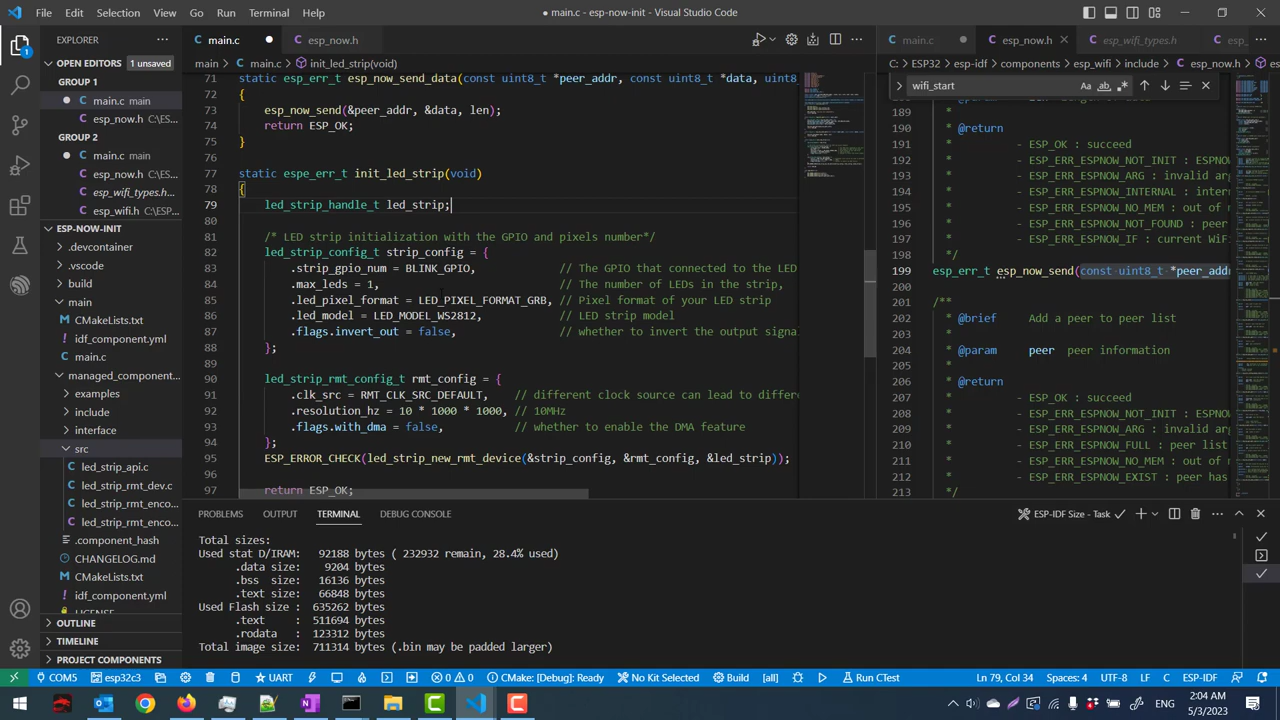 File Edit Selection View Go Run Terminal Help
main.c - esp-now-init - Visual Studio Code
EXPLORER
OPEN EDITORS 1 unsaved
GROUP 1
main.c main
esp_now.h C:\ES...
GROUP 2
main.c main
esp_now.h C:\ES...
esp_wifi_types.h...
esp_wifi.h C:\ESP...
ESP-NOW-INIT
.devcontainer
.vscode
build
main
CMakeLists.txt
idf_component.yml
main.c
managed_component...
examples
include
interface
src
led_strip_api.c
led_strip_rmt_dev.c
led_strip_rmt_enco...
led_strip_rmt_enco...
.component_hash
CHANGELOG.md
CMakeLists.txt
idf_component.yml
OUTLINE
TIMELINE
PROJECT COMPONENTS
main.c esp_now.h
main > main.c > init_led_strip(void)
71 static esp_err_t esp_now_send_data(const uint8_t *peer_addr, const uint8_t *data, uint8
72 {
73 esp_now_send(&peer_addr, &data, len);
74 return ESP_OK;
75 }
76
77 static esp_err_t init_led_strip(void)
78 {
79 led_strip_handle_t led_strip;
80
81 /* LED strip initialization with the GPIO and pixels number*/
82 led_strip_config_t strip_config = {
83 .strip_gpio_num = BLINK_GPIO, // The GPIO that connected to the LED
84 .max_leds = 1, // The number of LEDs in the strip,
85 .led_pixel_format = LED_PIXEL_FORMAT_GRB, // Pixel format of your LED strip
86 .led_model = LED_MODEL_WS2812, // LED strip model
87 .flags.invert_out = false, // whether to invert the output signa
88 };
89
90 led_strip_rmt_config_t rmt_config = {
91 .clk_src = RMT_CLK_SRC_DEFAULT, // different clock source can lead to differe
92 .resolution_hz = 10 * 1000 * 1000, // 10MHz
93 .flags.with_dma = false, // whether to enable the DMA feature
94 };
95 ESP_ERROR_CHECK(led_strip_new_rmt_device(&strip_config, &rmt_config, &led_strip));
96
97 return ESP_OK;
main.c esp_now.h esp_wifi_types.h esp
C: > ESP32 > esp-idf > components > esp_wifi > include > esp_now.h
wifi_start
Aa ab
189
190 * @return
191 * - ESP_OK : succeed
192 * - ESP_ERR_ESPNOW_NOT_INIT : ESPNO
193 * - ESP_ERR_ESPNOW_ARG : invalid arg
194 * - ESP_ERR_ESPNOW_INTERNAL : intern
195 * - ESP_ERR_ESPNOW_NO_MEM : out of m
196 * - ESP_ERR_ESPNOW_NOT_FOUND : peer
197 * - ESP_ERR_ESPNOW_IF : current WiFi
198 */
199 esp_err_t esp_now_send(const uint8_t *peer_addr
200
201 /**
202 * @brief Add a peer to peer list
203 *
204 * @param peer peer informati
205 *
206 * @return
207 * - ESP_OK : succeed
208 * - ESP_ERR_ESPNOW_NOT_INIT : ESPNO
209 * - ESP_ERR_ESPNOW_ARG : invalid arg
210 * - ESP_ERR_ESPNOW_FULL : peer list
211 * - ESP_ERR_ESPNOW_NO_MEM : out of m
212 * - ESP_ERR_ESPNOW_EXIST : peer has
213 */
PROBLEMS OUTPUT TERMINAL DEBUG CONSOLE
ESP-IDF Size - Task
Total sizes:
Used stat D/IRAM: 92188 bytes ( 232932 remain, 28.4% used)
.data size: 9204 bytes
.bss size: 16136 bytes
.text size: 66848 bytes
Used Flash size : 635262 bytes
.text : 511694 bytes
.rodata : 123312 bytes
Total image size: 711314 bytes (.bin may be padded larger)
COM5 esp32c3 UART 0 0 CMake: [Debug]: Ready No Kit Selected Build [all] Run CTest Ln 79, Col 34 Spaces: 4 UTF-8 LF C ESP-IDF
ENG 2:04 AM
5/3/2023